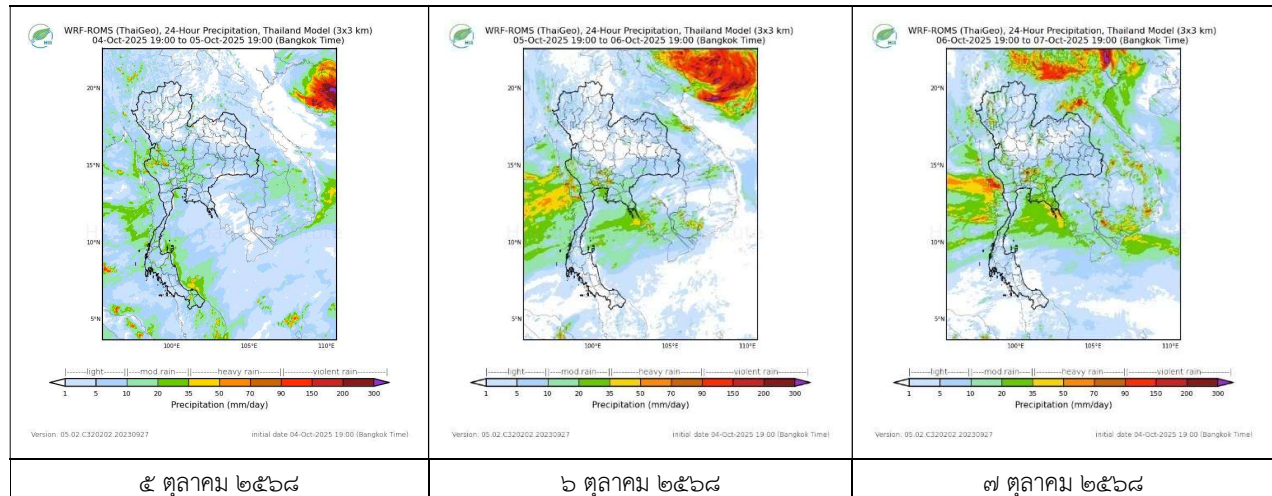 WRF-ROMS (ThaiGeo), 24-Hour Precipitation, Thailand Model (3x3 km)
04-Oct-2025 19:00 to 05-Oct-2025 19:00 (Bangkok Time)
20°N
15°N
10°N
5°N
100°E 105°E 110°E
|-------light-------||----mod rain-----||------heavy rain-------||----------violent rain---------|
1 5 10 20 35 50 70 90 150 200 300
Precipitation (mm/day)
Version: 05.02.C320202.20230927 initial date 04-Oct-2025 19:00 (Bangkok Time)
๕ ตุลาคม ๒๕๖๘
WRF-ROMS (ThaiGeo), 24-Hour Precipitation, Thailand Model (3x3 km)
05-Oct-2025 19:00 to 06-Oct-2025 19:00 (Bangkok Time)
20°N
15°N
10°N
5°N
100°E 105°E 110°E
|-------light-------||----mod rain-----||------heavy rain-------||----------violent rain---------|
1 5 10 20 35 50 70 90 150 200 300
Precipitation (mm/day)
Version: 05.02.C320202.20230927 initial date 04-Oct-2025 19:00 (Bangkok Time)
๖ ตุลาคม ๒๕๖๘
WRF-ROMS (ThaiGeo), 24-Hour Precipitation, Thailand Model (3x3 km)
06-Oct-2025 19:00 to 07-Oct-2025 19:00 (Bangkok Time)
20°N
15°N
10°N
5°N
100°E 105°E 110°E
|-------light-------||----mod rain-----||------heavy rain-------||----------violent rain---------|
1 5 10 20 35 50 70 90 150 200 300
Precipitation (mm/day)
Version: 05.02.C320202.20230927 initial date 04-Oct-2025 19:00 (Bangkok Time)
๗ ตุลาคม ๒๕๖๘